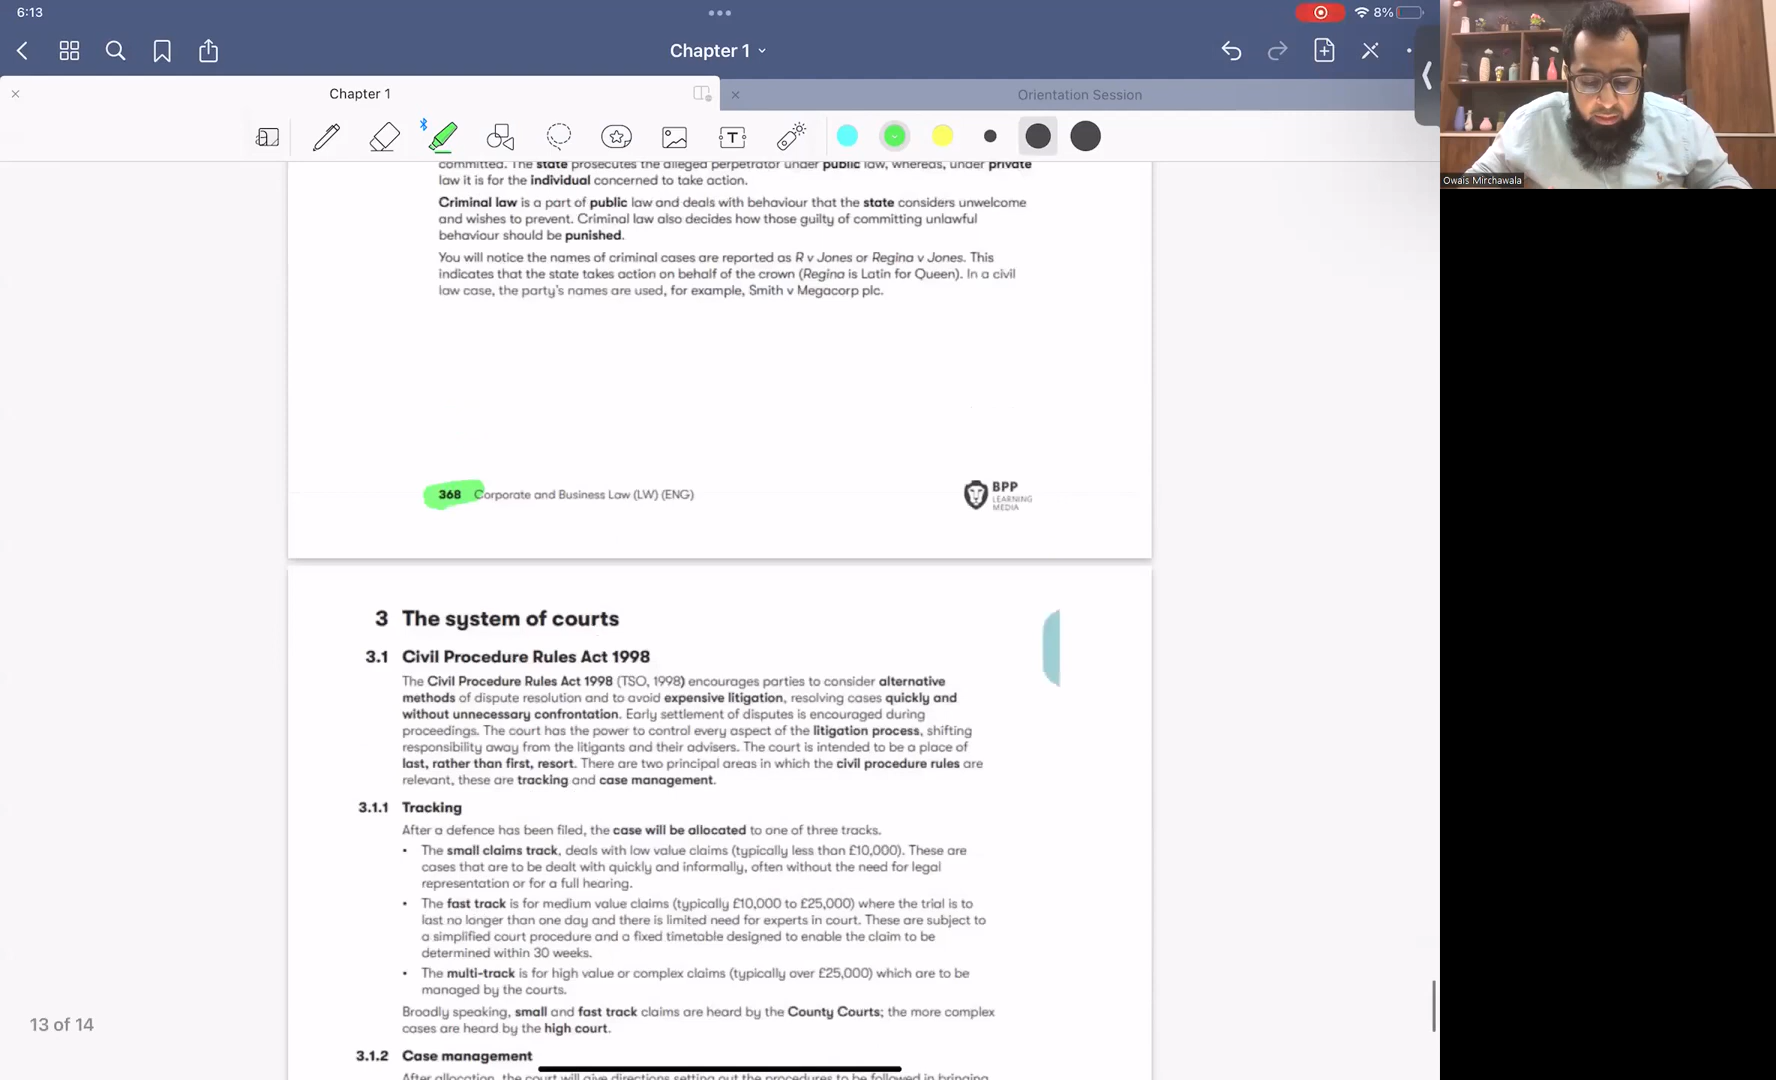 6:13
8%
Chapter 1
Chapter 1
Orientation Session
T
Owais Mirchawala
committed. The state prosecutes the alleged perpetrator under public law, whereas, under private
law it is for the individual concerned to take action.
Criminal law is a part of public law and deals with behaviour that the state considers unwelcome
and wishes to prevent. Criminal law also decides how those guilty of committing unlawful
behaviour should be punished.
You will notice the names of criminal cases are reported as R v Jones or Regina v Jones. This
indicates that the state takes action on behalf of the crown (Regina is Latin for Queen). In a civil
law case, the party's names are used, for example, Smith v Megacorp plc.
368 Corporate and Business Law (LW) (ENG)
BPP
LEARNING
MEDIA
3 The system of courts
3.1 Civil Procedure Rules Act 1998
The Civil Procedure Rules Act 1998 (TSO, 1998) encourages parties to consider alternative
methods of dispute resolution and to avoid expensive litigation, resolving cases quickly and
without unnecessary confrontation. Early settlement of disputes is encouraged during
proceedings. The court has the power to control every aspect of the litigation process, shifting
responsibility away from the litigants and their advisers. The court is intended to be a place of
last, rather than first, resort. There are two principal areas in which the civil procedure rules are
relevant, these are tracking and case management.
3.1.1 Tracking
After a defence has been filed, the case will be allocated to one of three tracks.
• The small claims track, deals with low value claims (typically less than £10,000). These are
cases that are to be dealt with quickly and informally, often without the need for legal
representation or for a full hearing.
• The fast track is for medium value claims (typically £10,000 to £25,000) where the trial is to
last no longer than one day and there is limited need for experts in court. These are subject to
a simplified court procedure and a fixed timetable designed to enable the claim to be
determined within 30 weeks.
• The multi-track is for high value or complex claims (typically over £25,000) which are to be
managed by the courts.
Broadly speaking, small and fast track claims are heard by the County Courts; the more complex
cases are heard by the high court.
3.1.2 Case management
After allocation, the court will give directions setting out the procedures to be followed in bringing
13 of 14